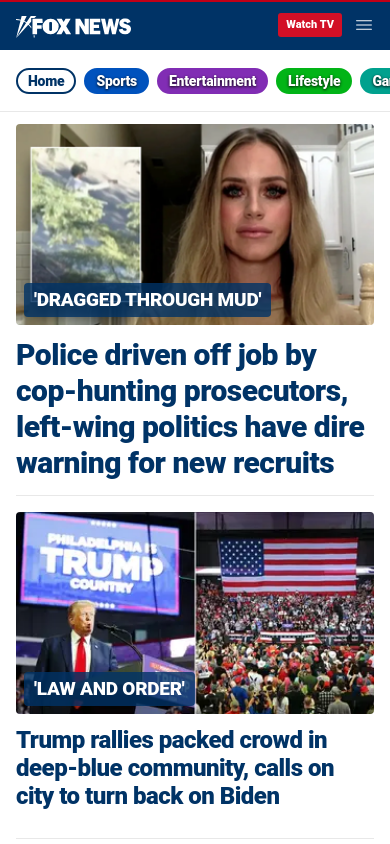 FOX NEWS
Watch TV
Home
Sports
Entertainment
Lifestyle
'DRAGGED THROUGH MUD'
Police driven off job by
cop-hunting prosecutors,
left-wing politics have dire
warning for new recruits
PHILADELPHIA IS
TRUMP
COUNTRY
'LAW AND ORDER'
Trump rallies packed crowd in
deep-blue community, calls on
city to turn back on Biden